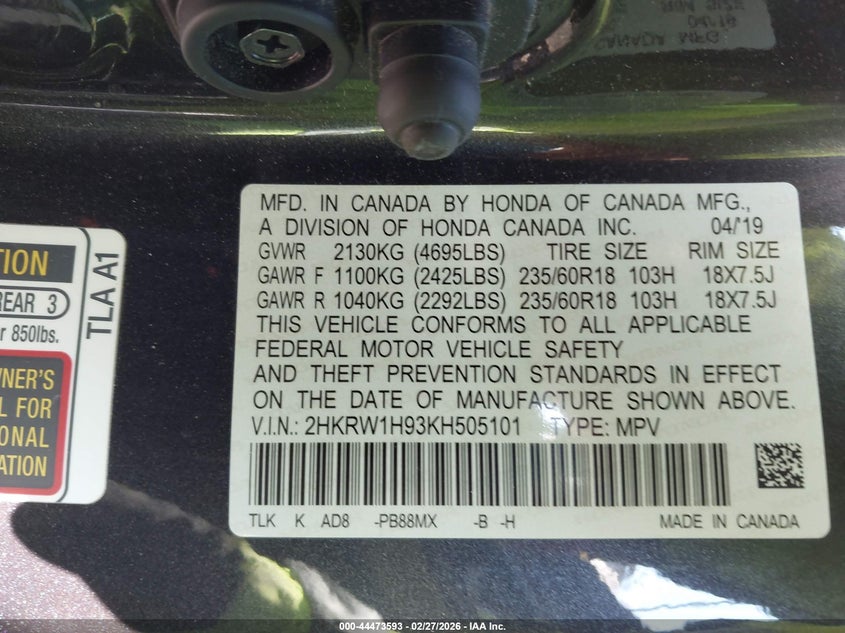 TION
REAR 3
r 850lbs.
NER'S
L FOR
ONAL
ATION
TLA A1
MFD. IN CANADA BY HONDA OF CANADA MFG.,
A DIVISION OF HONDA CANADA INC. 04/'19
GVWR 2130KG (4695LBS) TIRE SIZE RIM SIZE
GAWR F 1100KG (2425LBS) 235/60R18 103H 18X7.5J
GAWR R 1040KG (2292LBS) 235/60R18 103H 18X7.5J
THIS VEHICLE CONFORMS TO ALL APPLICABLE
FEDERAL MOTOR VEHICLE SAFETY
AND THEFT PREVENTION STANDARDS IN EFFECT
ON THE DATE OF MANUFACTURE SHOWN ABOVE.
V.I.N.: 2HKRW1H93KH505101 TYPE: MPV
TLK K AD8 -PB88MX -B -H MADE IN CANADA
000-44473593 - 02/27/2026 - IAA Inc.